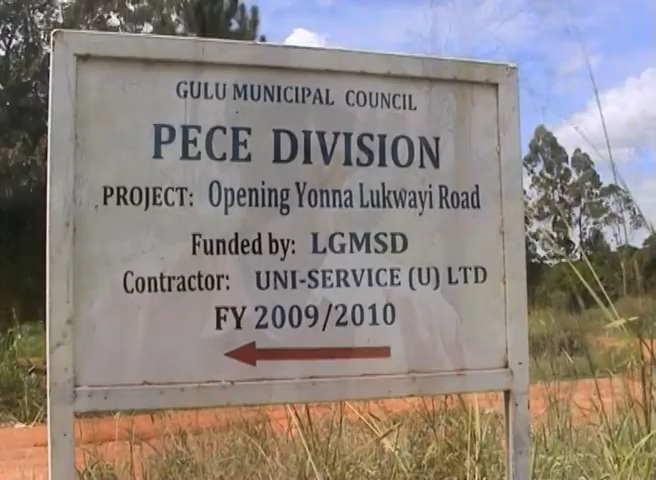 GULU MUNICIPAL COUNCIL
PECE DIVISION
PROJECT: Opening Yonna Lukwayi Road
Funded by: LGMSD
Contractor: UNI-SERVICE (U) LTD
FY 2009/2010